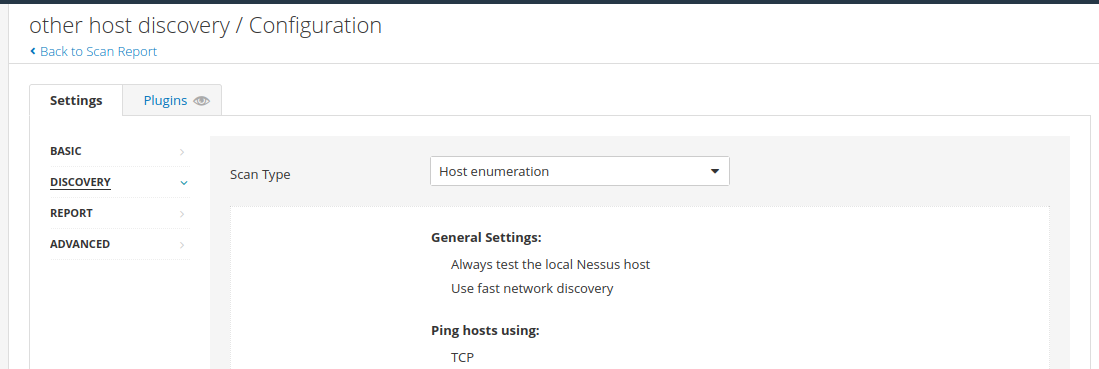 other host discovery / Configuration
Back to Scan Report
Settings
Plugins
BASIC
DISCOVERY
REPORT
ADVANCED
Scan Type
Host enumeration
General Settings:
Always test the local Nessus host
Use fast network discovery
Ping hosts using:
TCP